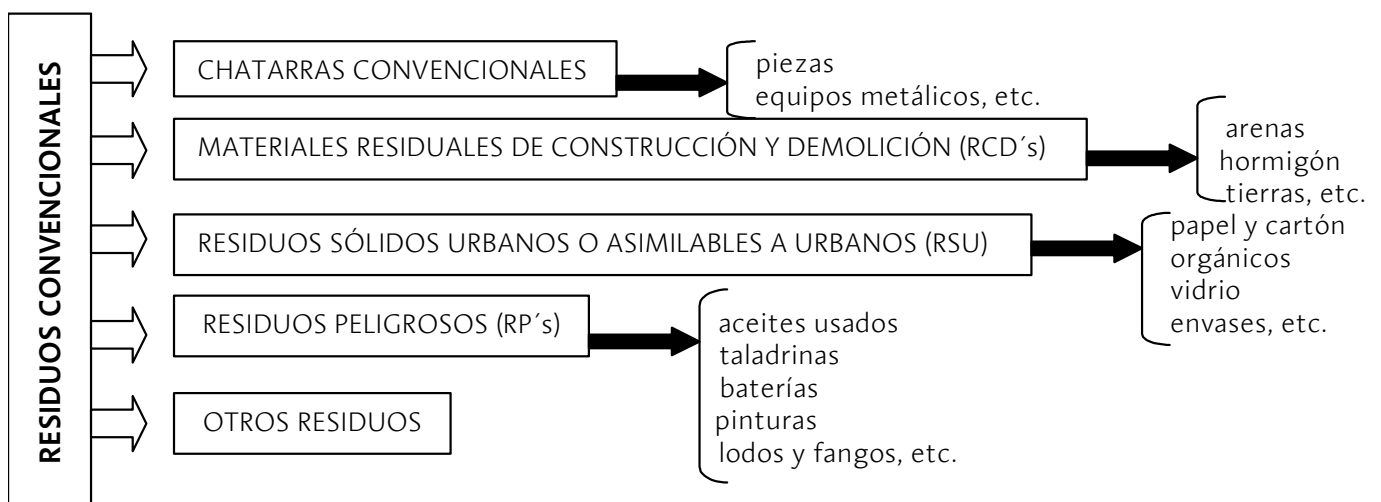 RESIDUOS CONVENCIONALES
CHATARRAS CONVENCIONALES
piezas
equipos metálicos, etc.
MATERIALES RESIDUALES DE CONSTRUCCIÓN Y DEMOLICIÓN (RCD´s)
arenas
hormigón
tierras, etc.
RESIDUOS SÓLIDOS URBANOS O ASIMILABLES A URBANOS (RSU)
papel y cartón
orgánicos
vidrio
envases, etc.
RESIDUOS PELIGROSOS (RP´s)
aceites usados
taladrinas
baterías
pinturas
lodos y fangos, etc.
OTROS RESIDUOS